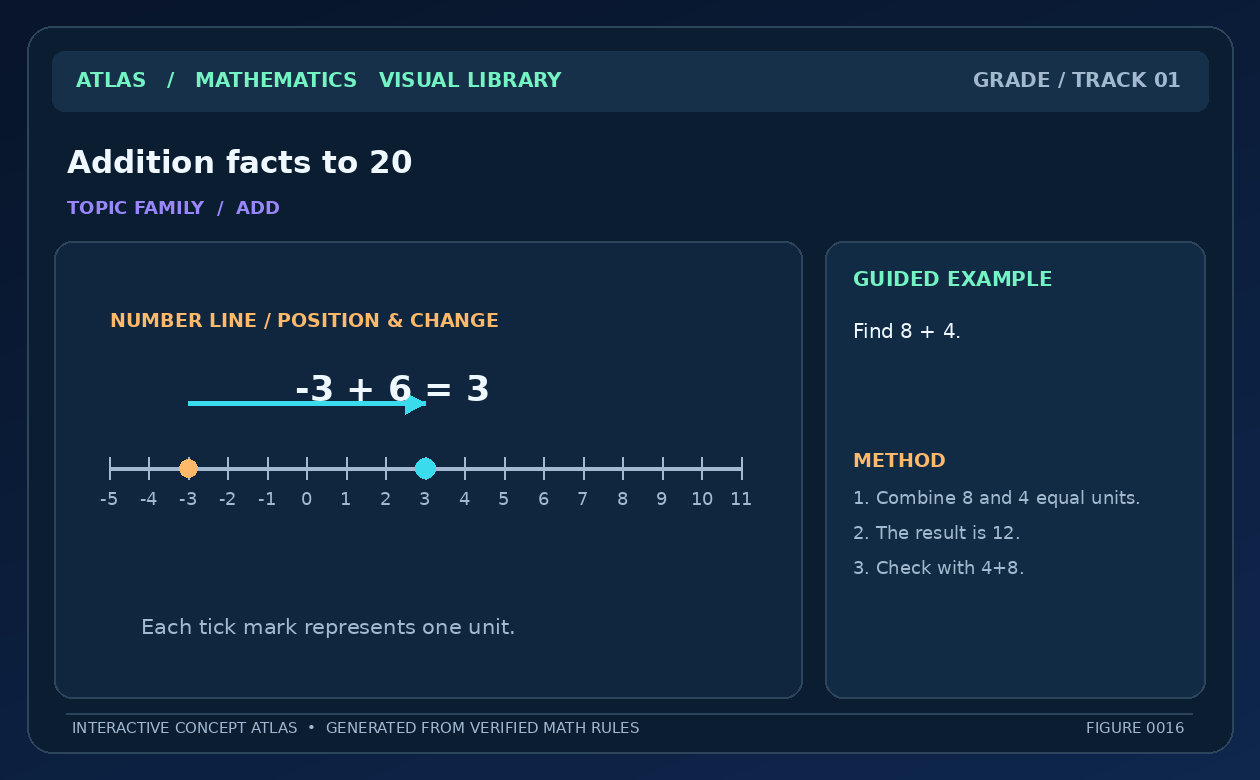 ATLAS / MATHEMATICS VISUAL LIBRARY
GRADE / TRACK 01
Addition facts to 20
TOPIC FAMILY / ADD
NUMBER LINE / POSITION & CHANGE
-3 + 6 = 3
-5 -4 -3 -2 -1 0 1 2 3 4 5 6 7 8 9 10 11
Each tick mark represents one unit.
GUIDED EXAMPLE
Find 8 + 4.
METHOD
1. Combine 8 and 4 equal units.
2. The result is 12.
3. Check with 4+8.
INTERACTIVE CONCEPT ATLAS • GENERATED FROM VERIFIED MATH RULES
FIGURE 0016